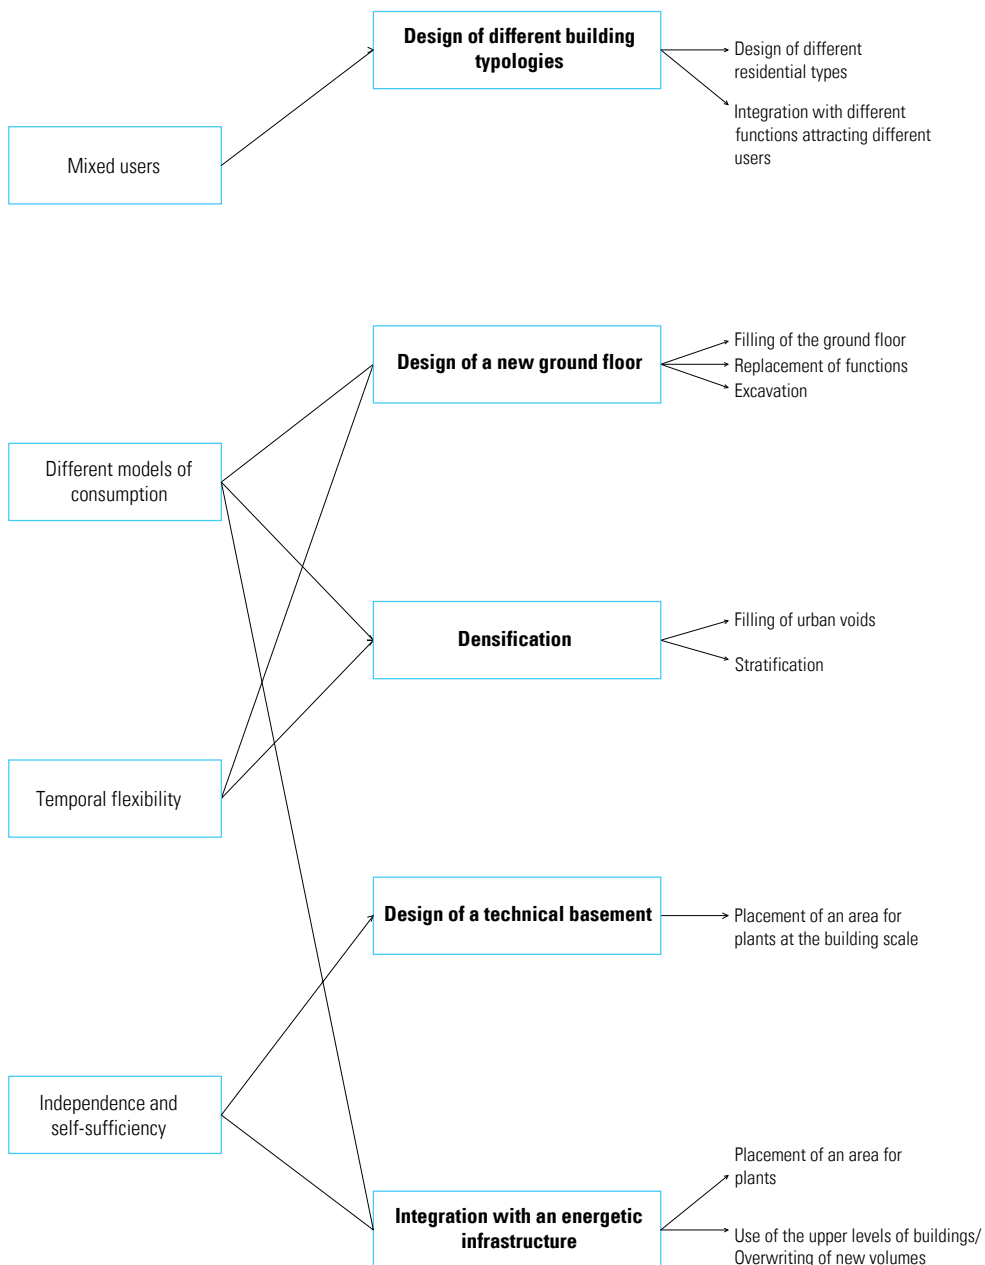 Design of different building
typologies
Design of different
residential types
Integration with different
functions attracting different
users
Mixed users
Design of a new ground floor
Filling of the ground floor
Replacement of functions
Excavation
Different models of
consumption
Densification
Filling of urban voids
Stratification
Temporal flexibility
Design of a technical basement
Placement of an area for
plants at the building scale
Independence and
self-sufficiency
Integration with an energetic
infrastructure
Placement of an area for
plants
Use of the upper levels of buildings/
Overwriting of new volumes